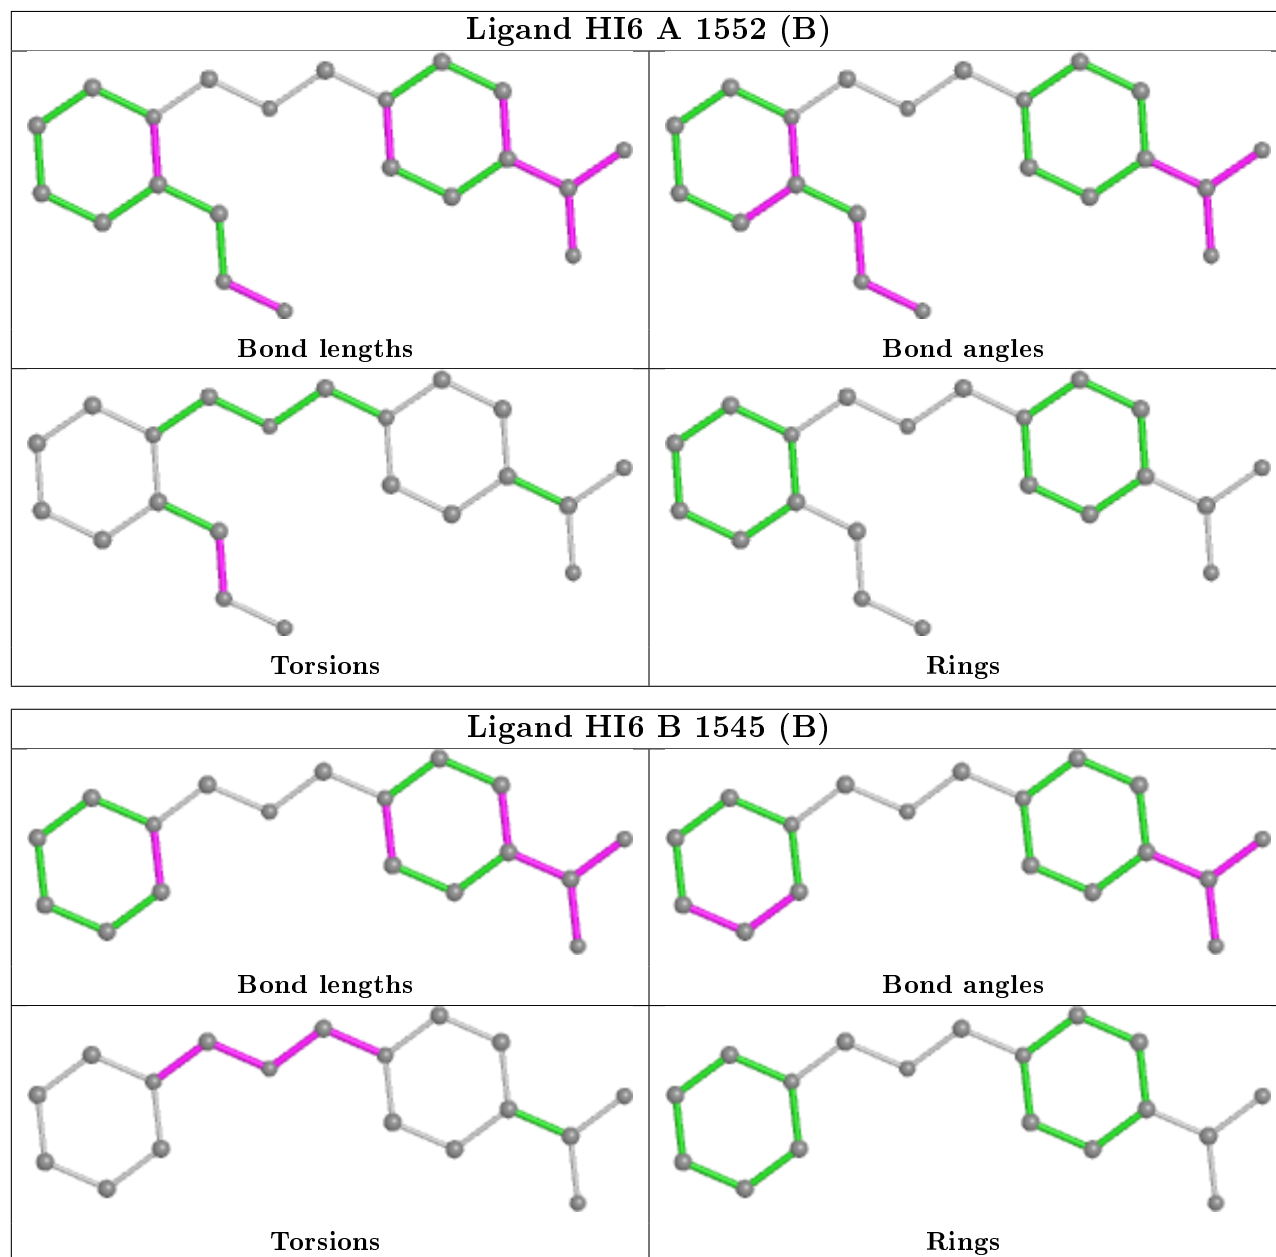 Ligand HI6 A 1552 (B)
Bond lengths
Bond angles
Torsions
Rings
Ligand HI6 B 1545 (B)
Bond lengths
Bond angles
Torsions
Rings